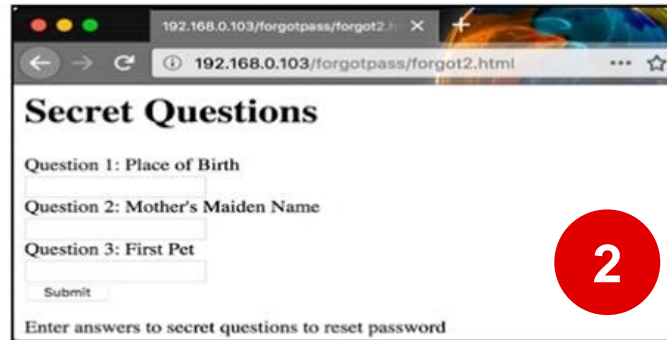 192.168.0.103/forgotpass/forgot2.h
192.168.0.103/forgotpass/forgot2.html
Secret Questions
Question 1: Place of Birth
Question 2: Mother's Maiden Name
Question 3: First Pet
Submit
2
Enter answers to secret questions to reset password